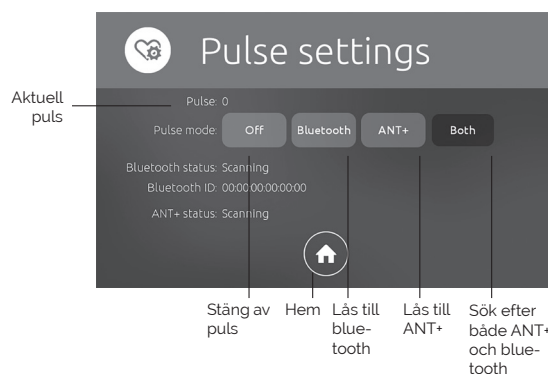 Pulse settings
Aktuell
puls
Pulse: 0
Pulse mode: Off Bluetooth ANT+ Both
Bluetooth status: Scanning
Bluetooth ID: 00:00:00:00:00:00
ANT+ status: Scanning
Stäng av
puls
Hem
Lås till
blue-
tooth
Lås till
ANT+
Sök efter
både ANT+
och blue-
tooth